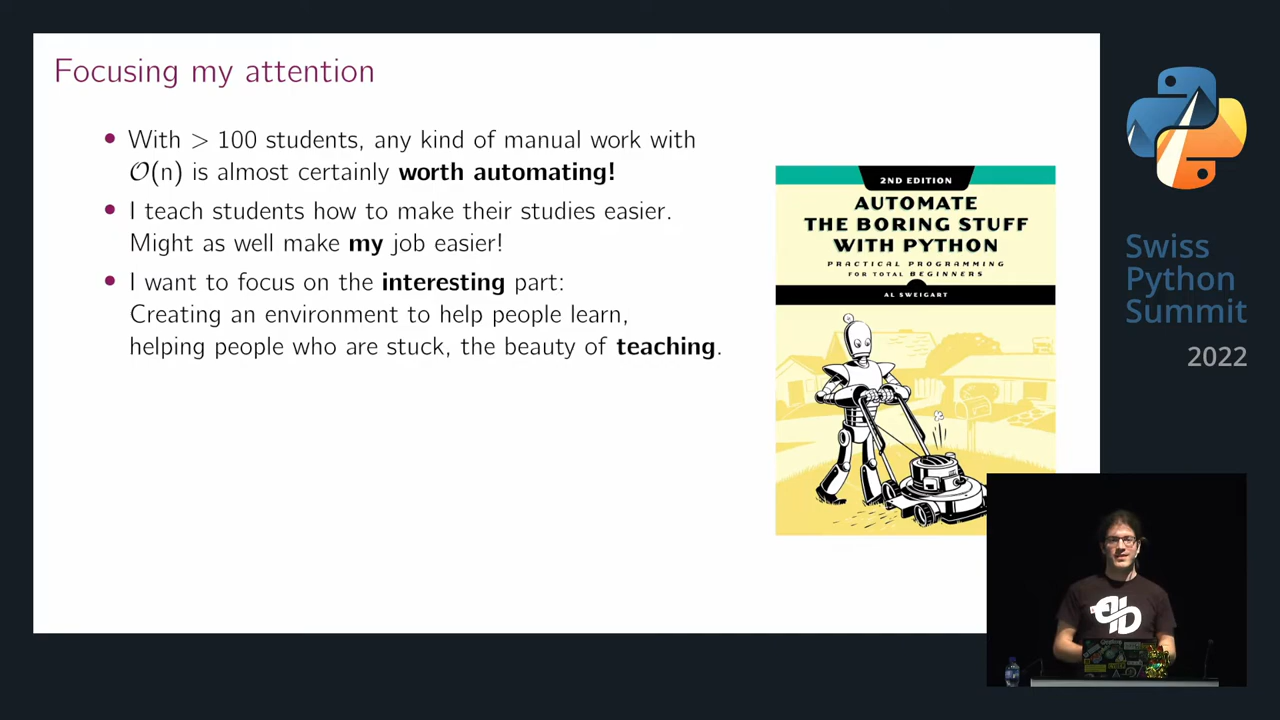 Focusing my attention
• With > 100 students, any kind of manual work with
O(n) is almost certainly worth automating!
• I teach students how to make their studies easier.
Might as well make my job easier!
• I want to focus on the interesting part:
Creating an environment to help people learn,
helping people who are stuck, the beauty of teaching.
2ND EDITION
AUTOMATE
THE BORING STUFF
WITH PYTHON
PRACTICAL PROGRAMMING
FOR TOTAL BEGINNERS
AL SWEIGART
Swiss
Python
Summit
2022